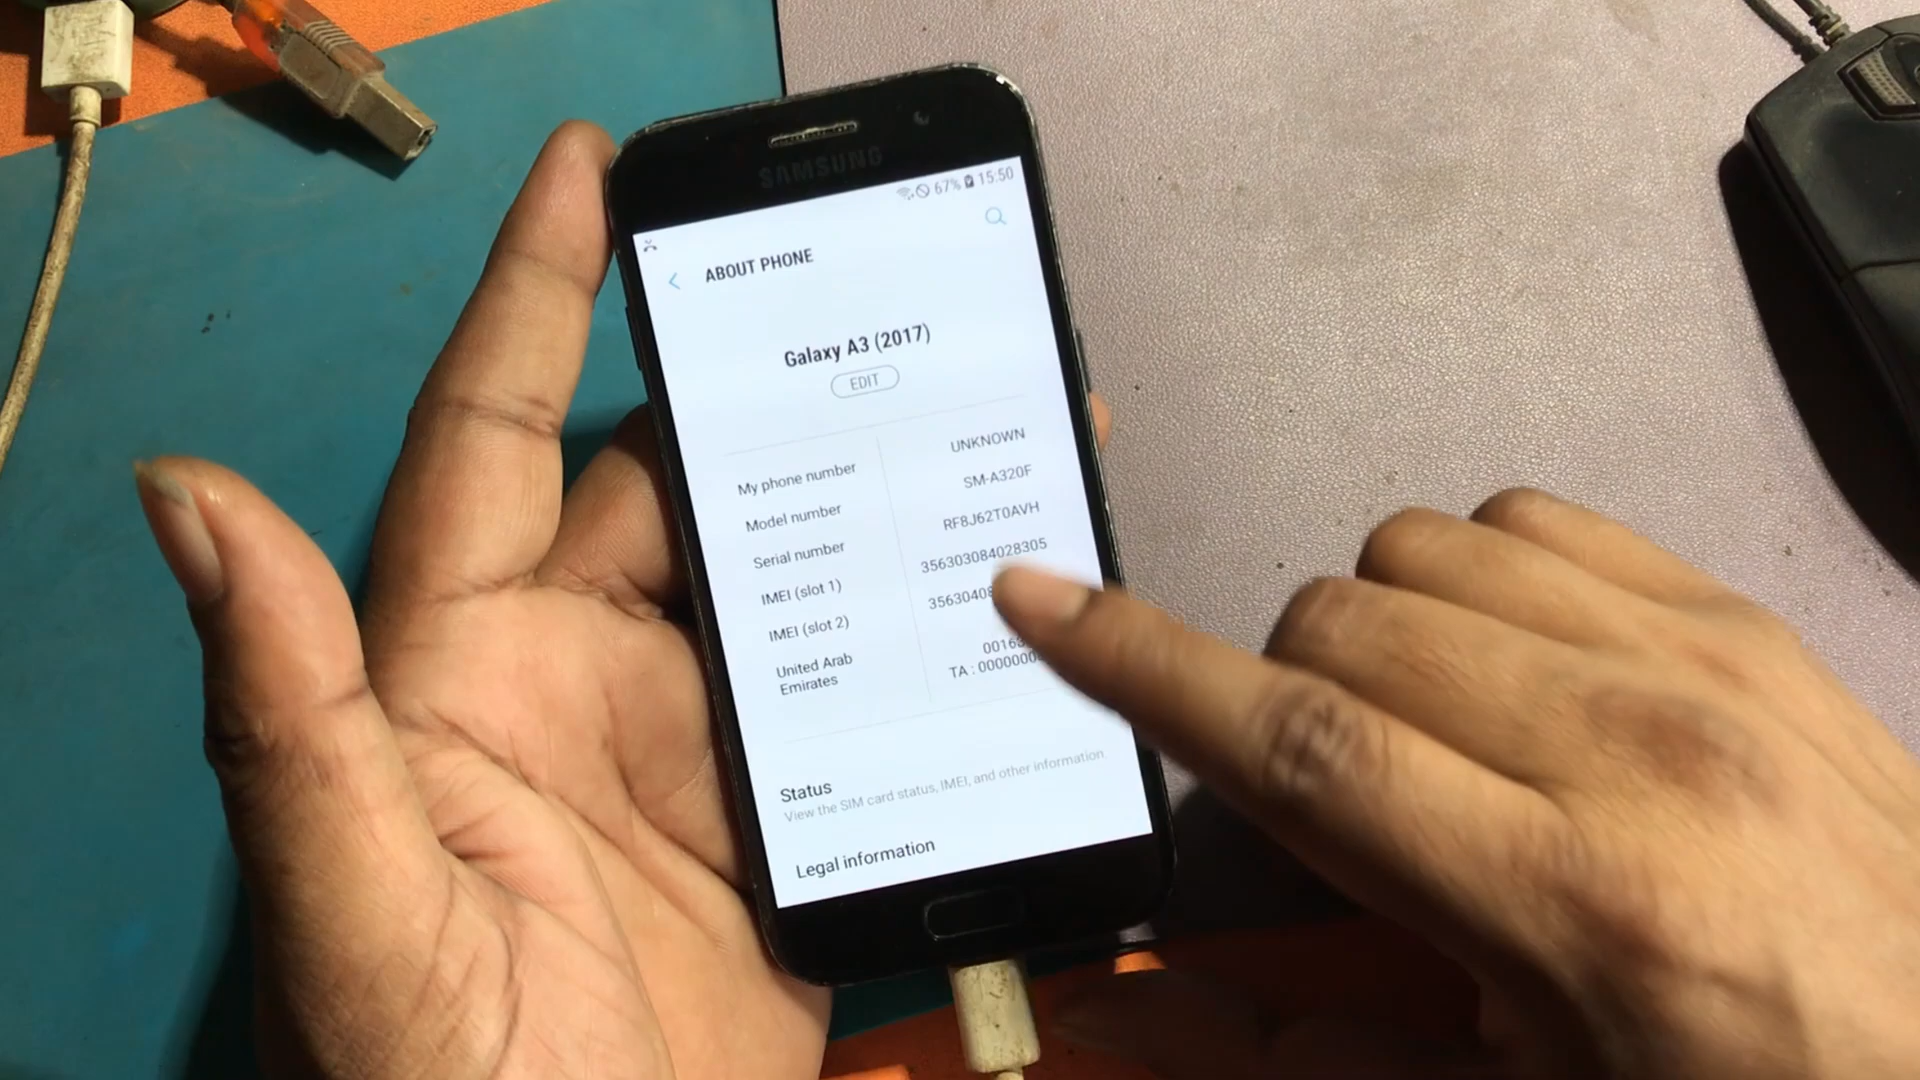 SAMSUNG
67% 15:50
ABOUT PHONE
Galaxy A3 (2017)
EDIT
My phone number UNKNOWN
Model number SM-A320F
Serial number RF8J62T0AVH
IMEI (slot 1) 356303084028305
IMEI (slot 2)
United Arab
Emirates
TA :
Status
View the SIM card status, IMEI, and other information.
Legal information